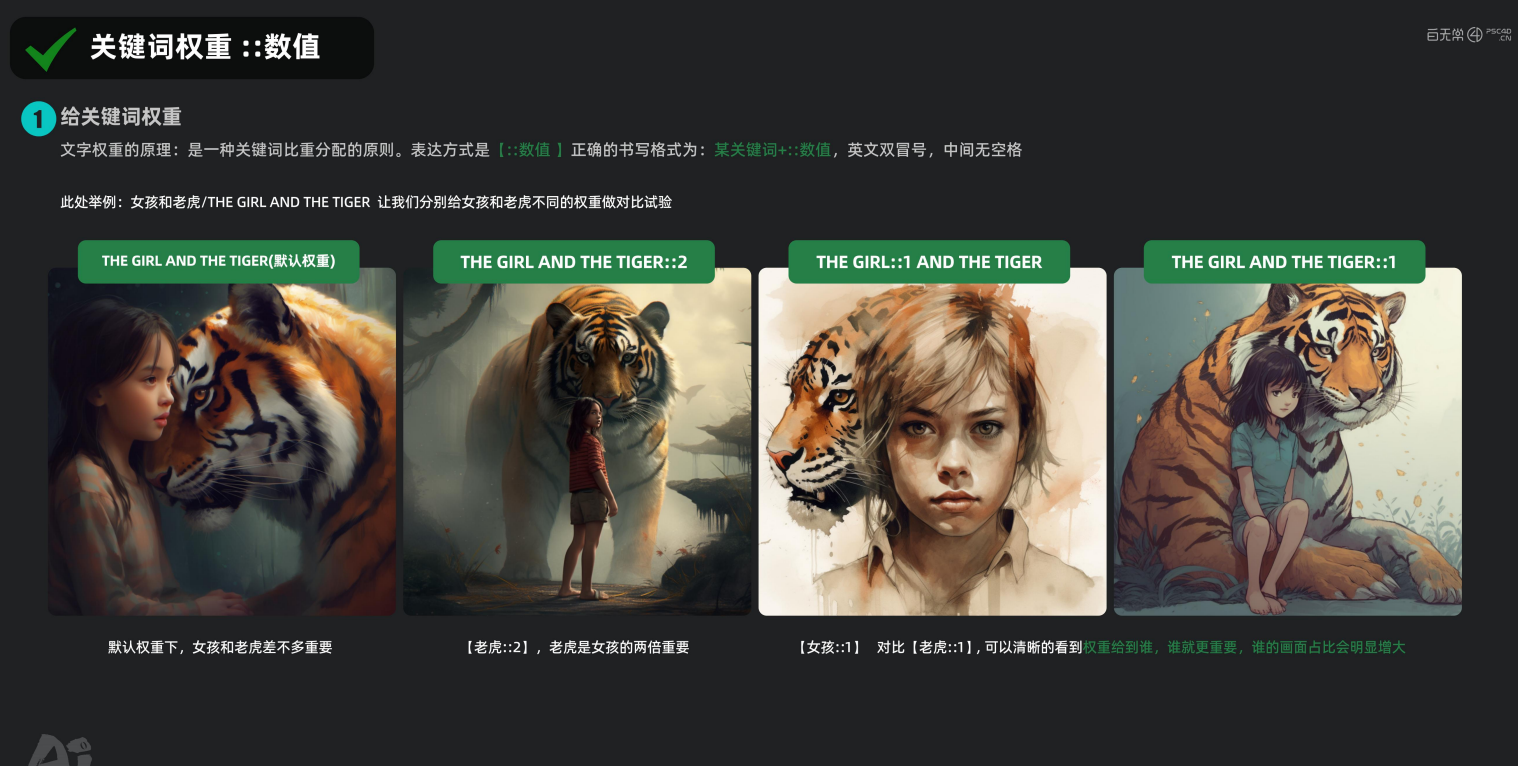 关键词权重 ::数值
PSCAD
.CN
1 给关键词权重
文字权重的原理：是一种关键词比重分配的原则。表达方式是【::数值 】正确的书写格式为：某关键词+::数值，英文双冒号，中间无空格
此处举例：女孩和老虎/THE GIRL AND THE TIGER 让我们分别给女孩和老虎不同的权重做对比试验
THE GIRL AND THE TIGER(默认权重)
THE GIRL AND THE TIGER::2
THE GIRL::1 AND THE TIGER
THE GIRL AND THE TIGER::1
默认权重下，女孩和老虎差不多重要
【老虎::2】，老虎是女孩的两倍重要
【女孩::1】 对比【老虎::1】, 可以清晰的看到权重给到谁，谁就更重要，谁的画面占比会明显增大
Ai